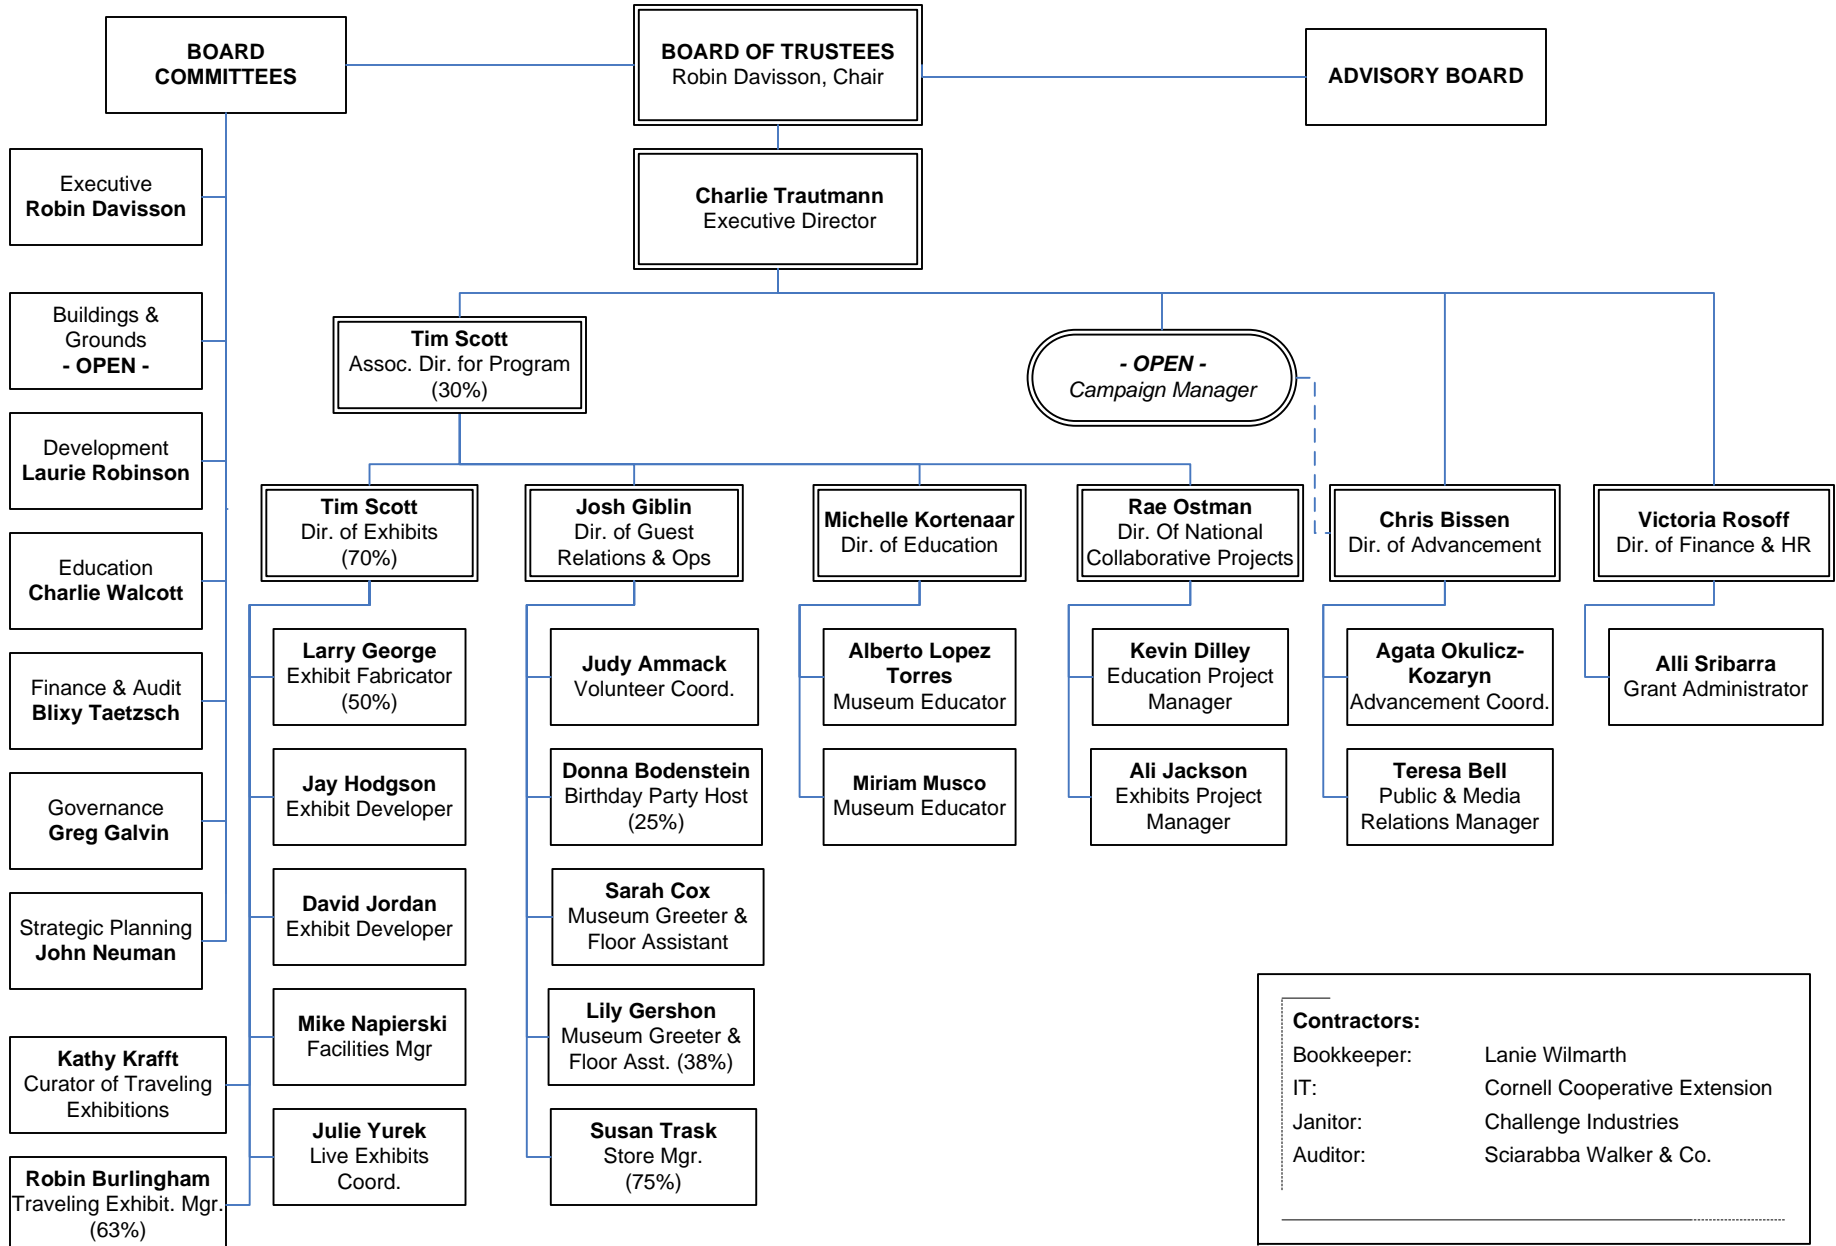 BOARD
COMMITTEES
BOARD OF TRUSTEES
Robin Davisson, Chair
ADVISORY BOARD
Charlie Trautmann
Executive Director
Executive
Robin Davisson
Buildings &
Grounds
- OPEN -
Development
Laurie Robinson
Education
Charlie Walcott
Finance & Audit
Blixy Taetzsch
Governance
Greg Galvin
Strategic Planning
John Neuman
Tim Scott
Assoc. Dir. for Program
(30%)
- OPEN -
Campaign Manager
Tim Scott
Dir. of Exhibits
(70%)
Josh Giblin
Dir. of Guest
Relations & Ops
Michelle Kortenaar
Dir. of Education
Rae Ostman
Dir. Of National
Collaborative Projects
Chris Bissen
Dir. of Advancement
Victoria Rosoff
Dir. of Finance & HR
Larry George
Exhibit Fabricator
(50%)
Jay Hodgson
Exhibit Developer
David Jordan
Exhibit Developer
Mike Napierski
Facilities Mgr
Julie Yurek
Live Exhibits
Coord.
Kathy Krafft
Curator of Traveling
Exhibitions
Robin Burlingham
Traveling Exhibit. Mgr.
(63%)
Judy Ammack
Volunteer Coord.
Donna Bodenstein
Birthday Party Host
(25%)
Sarah Cox
Museum Greeter &
Floor Assistant
Lily Gershon
Museum Greeter &
Floor Asst. (38%)
Susan Trask
Store Mgr.
(75%)
Alberto Lopez
Torres
Museum Educator
Miriam Musco
Museum Educator
Kevin Dilley
Education Project
Manager
Ali Jackson
Exhibits Project
Manager
Agata Okulicz-
Kozaryn
Advancement Coord.
Teresa Bell
Public & Media
Relations Manager
Alli Sribarra
Grant Administrator
Contractors:
Bookkeeper: Lanie Wilmarth
IT: Cornell Cooperative Extension
Janitor: Challenge Industries
Auditor: Sciarabba Walker & Co.